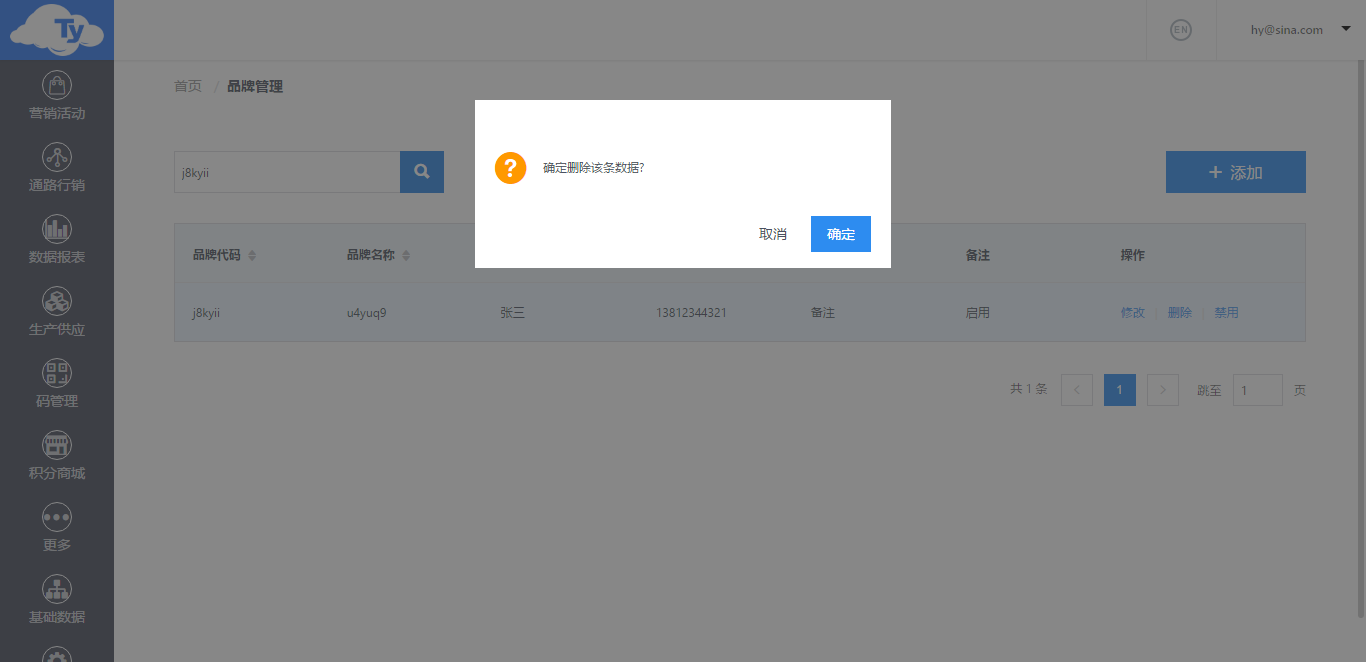 Ty
EN
hy@sina.com
营销活动
通路行销
数据报表
生产供应
码管理
积分商城
更多
基础数据
首页 / 品牌管理
j8kyii
+ 添加
? 确定删除该条数据?
取消 确定
品牌代码 品牌名称 备注 操作
j8kyii u4yuq9 张三 13812344321 备注 启用 修改 删除 禁用
共 1 条 < 1 > 跳至 1 页